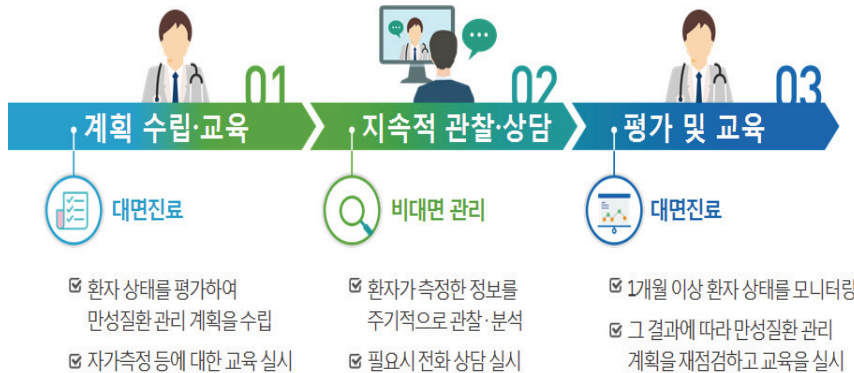 01
계획 수립·교육
대면진료
환자 상태를 평가하여
만성질환 관리 계획을 수립
자가측정 등에 대한 교육 실시
02
지속적 관찰·상담
비대면 관리
환자가 측정한 정보를
주기적으로 관찰·분석
필요시 전화 상담 실시
03
평가 및 교육
대면진료
1개월 이상 환자 상태를 모니터링
그 결과에 따라 만성질환 관리
계획을 재점검하고 교육을 실시